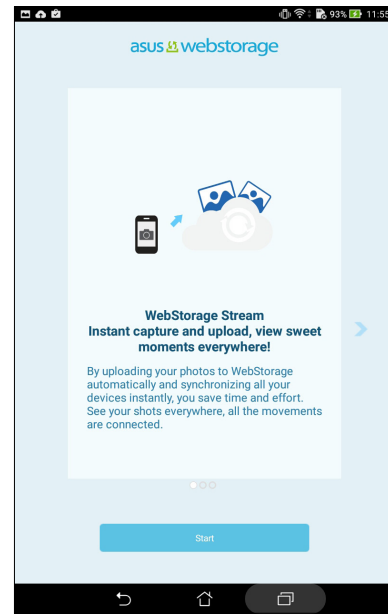 93% 11:55
asus webstorage
WebStorage Stream
Instant capture and upload, view sweet
moments everywhere!
By uploading your photos to WebStorage
automatically and synchronizing all your
devices instantly, you save time and effort.
See your shots everywhere, all the movements
are connected.
Start